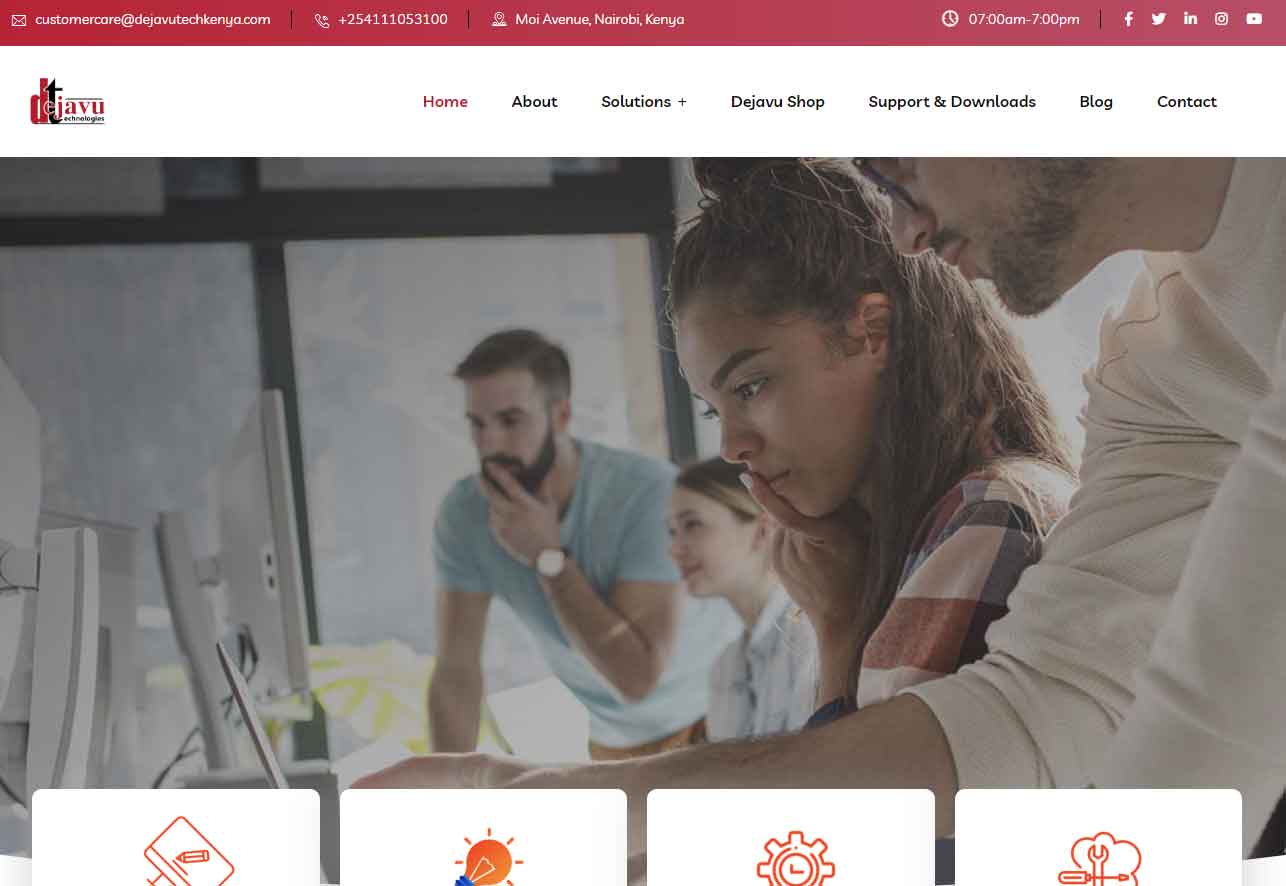 customercare@dejavutechkenya.com
+254111053100
Moi Avenue, Nairobi, Kenya
07:00am-7:00pm
dejavu
technologies
Home
About
Solutions +
Dejavu Shop
Support & Downloads
Blog
Contact